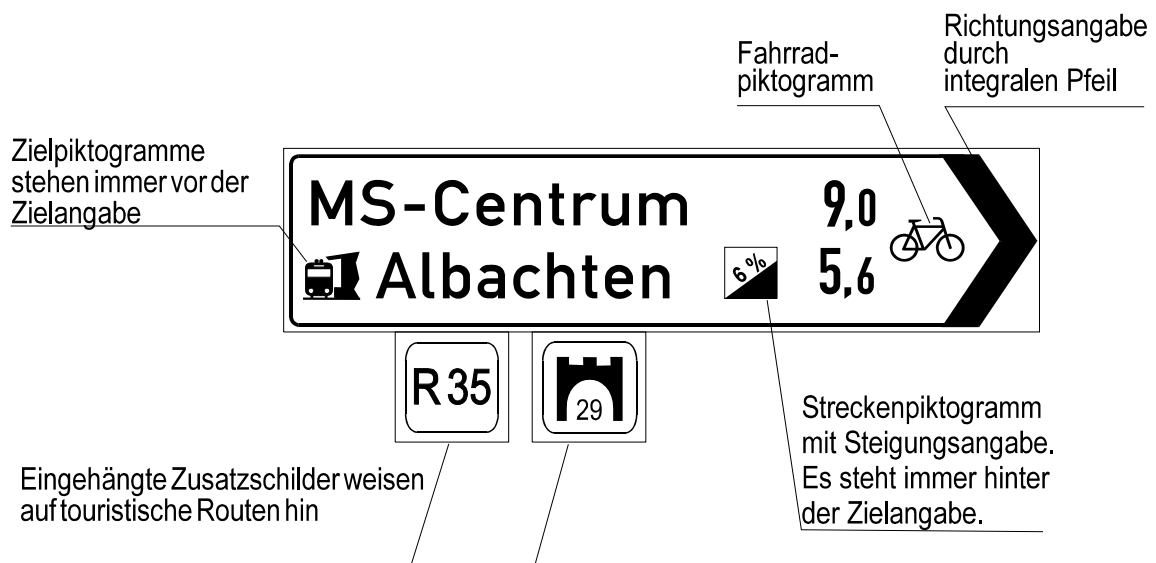 Richtungsangabe
durch
integralen Pfeil
Fahrrad-
piktogramm
Zielpiktogramme
stehen immer vor der
Zielangabe
MS-Centrum 9,0
Albachten 6% 5,6
R 35
29
Streckenpiktogramm
mit Steigungsangabe.
Es steht immer hinter
der Zielangabe.
Eingehängte Zusatzschilder weisen
auf touristische Routen hin